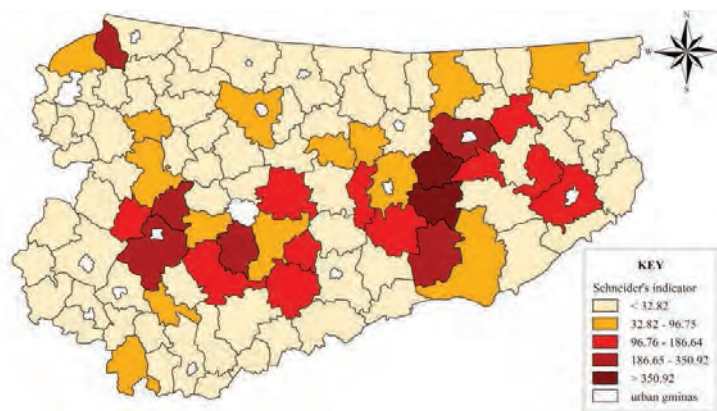 N
W
S
KEY
Schneider's indicator
< 32.82
32.82 - 96.75
96.76 - 186.64
186.65 - 350.92
> 350.92
urban gminas